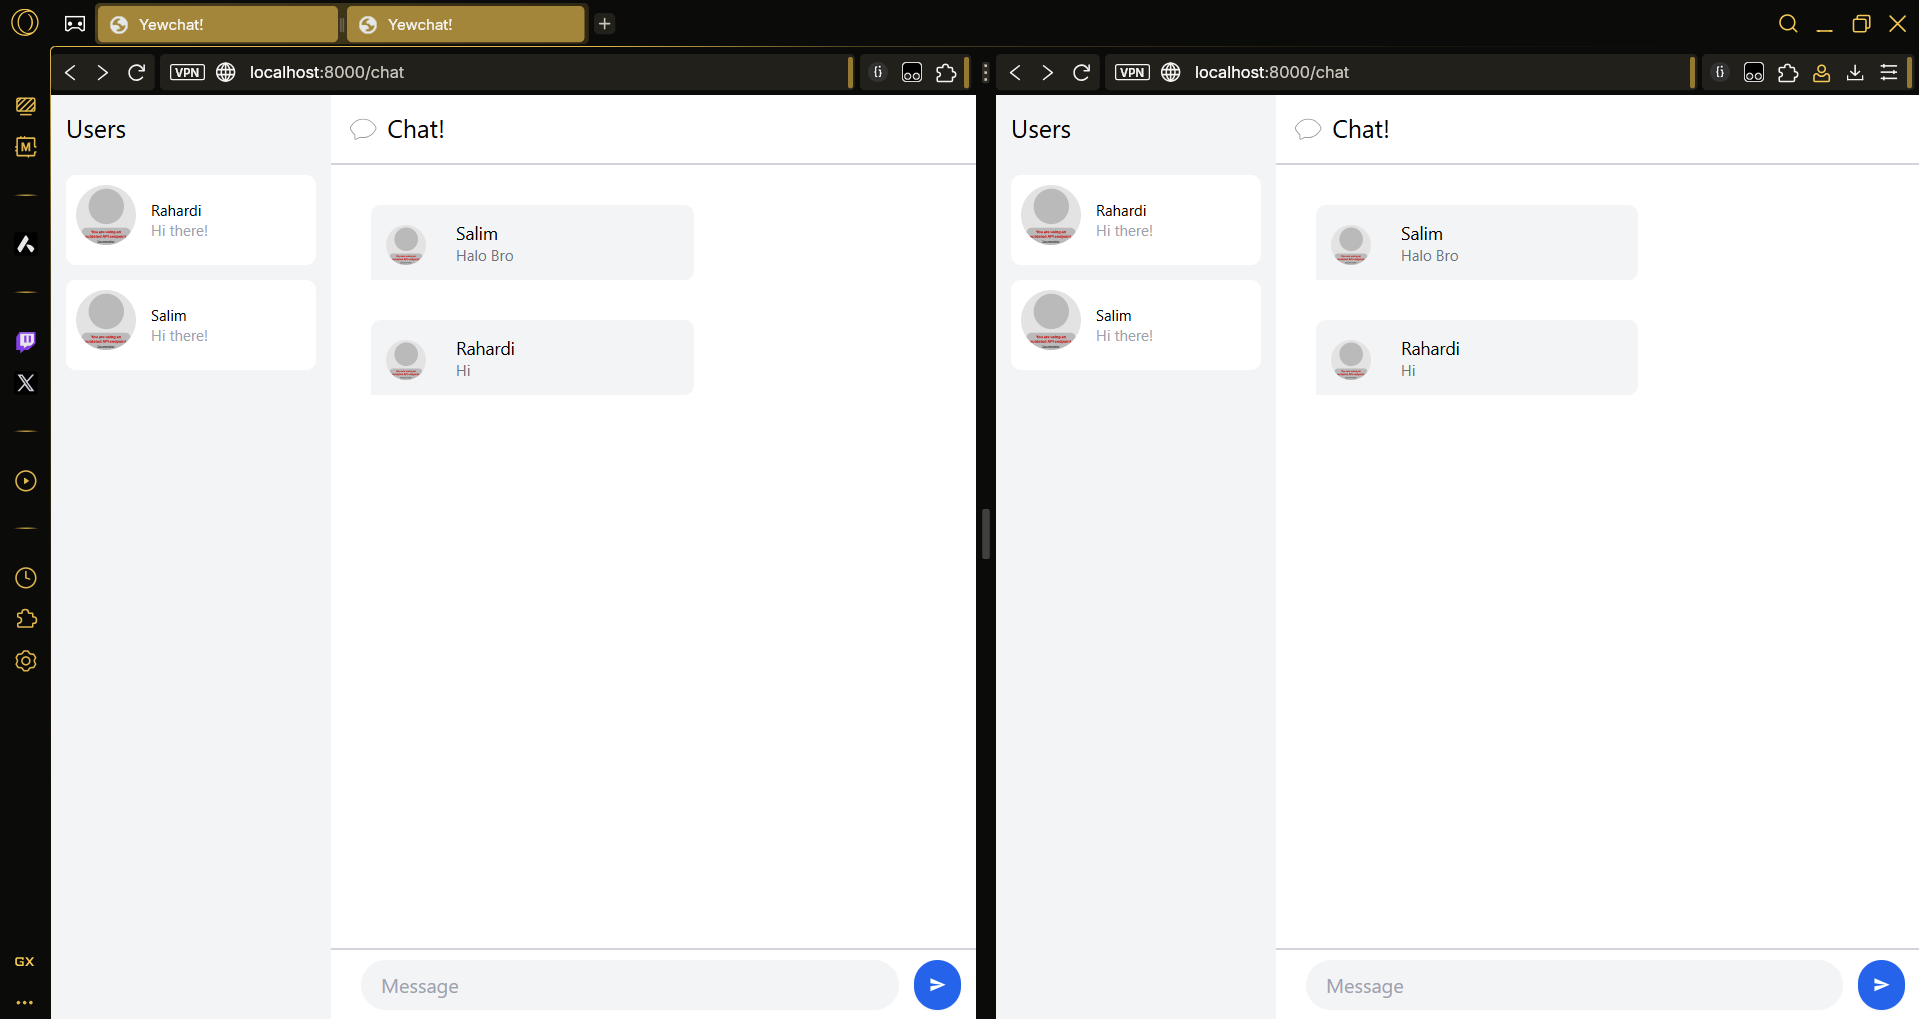 Yewchat!
Yewchat!
VPN localhost:8000/chat
VPN localhost:8000/chat
Users
Rahardi
Hi there!
Salim
Hi there!
Chat!
Salim
Halo Bro
Rahardi
Hi
Message
Users
Rahardi
Hi there!
Salim
Hi there!
Chat!
Salim
Halo Bro
Rahardi
Hi
Message
M
GX